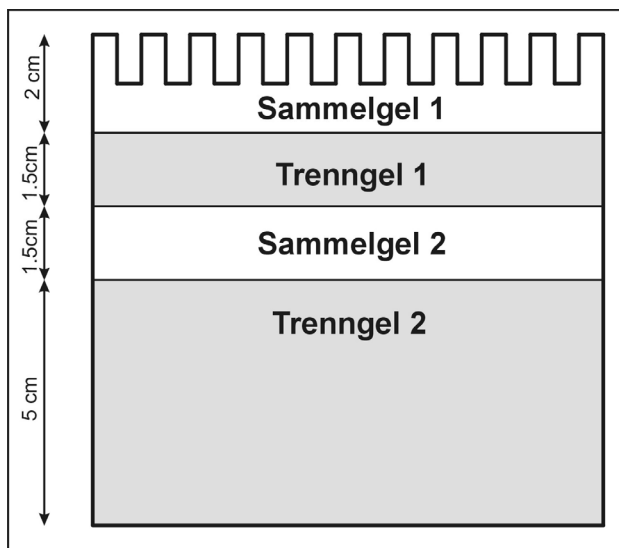 2 cm
Sammelgel 1
1.5cm
Trenngel 1
1.5cm
Sammelgel 2
5 cm
Trenngel 2